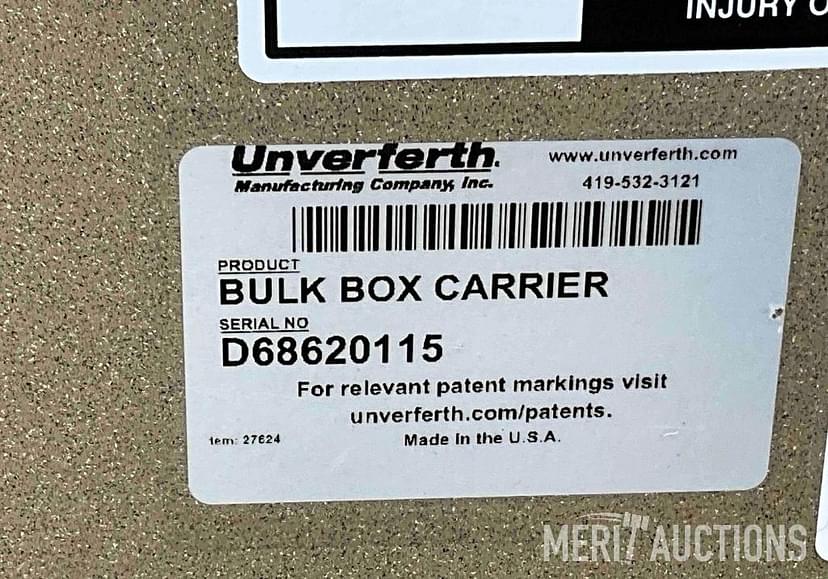 INJURY O
Unverferth.
Manufacturing Company, Inc.
www.unverferth.com
419-532-3121
PRODUCT
BULK BOX CARRIER
SERIAL NO
D68620115
For relevant patent markings visit
unverferth.com/patents.
Item: 27624
Made in the U.S.A.
MERIT AUCTIONS